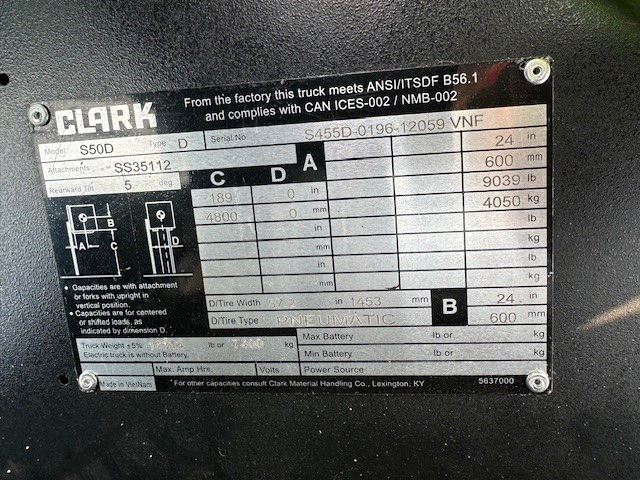 CLARK
From the factory this truck meets ANSI/ITSDF B56.1
and complies with CAN ICES-002 / NMB-002
Model S50D Type D Serial No. S455D-0196-12059 VNF
Attachments SS35112
Rearward Tilt 5 deg
C D A 24 in
600 mm
189 0 in 9039 lb
4800 0 mm 4050 kg
in lb
mm kg
in lb
mm kg
A B C D
• Capacities are with attachment
or forks with upright in
vertical position.
• Capacities are for centered
or shifted loads, as
indicated by dimension D.
D/Tire Width in 1453 mm B 24 in
D/Tire Type PNEUMATIC 600 mm
Truck Weight ±5% lb or kg
Electric truck is without Battery.
Max Battery lb or kg
Min Battery lb or kg
Max. Amp.Hrs. Volts Power Source
Made in VietNam
*For other capacities consult Clark Material Handling Co., Lexington, KY 5637000